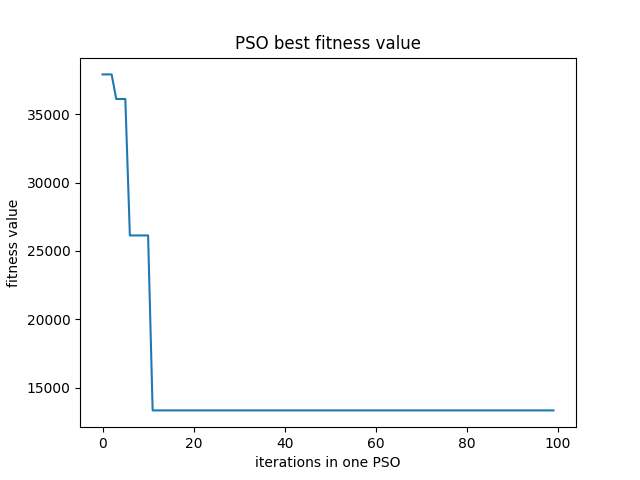 PSO best fitness value
fitness value
35000
30000
25000
20000
15000
0 20 40 60 80 100
iterations in one PSO